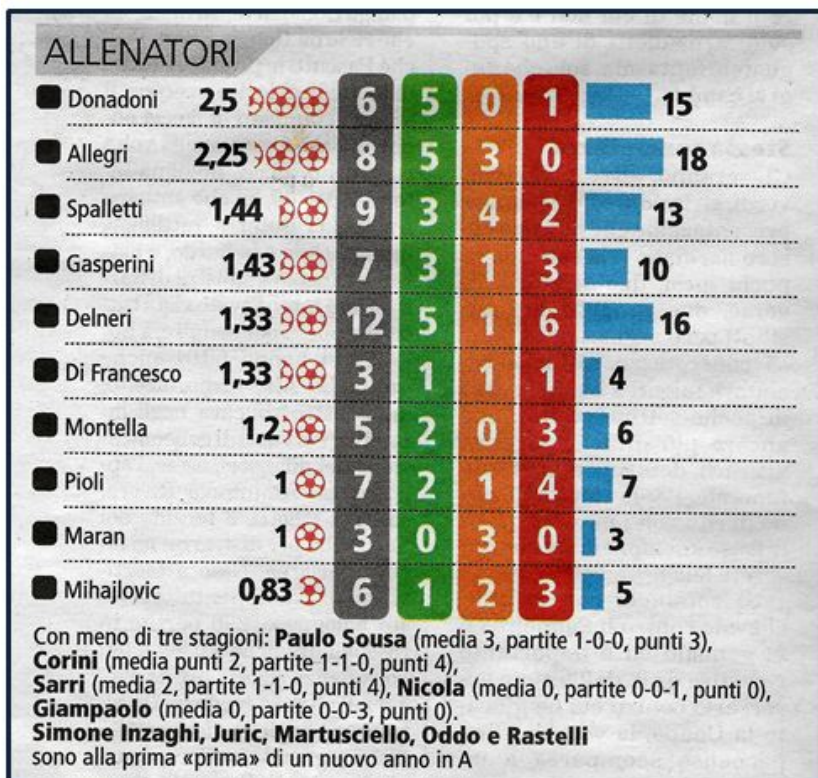 ALLENATORI
Donadoni 2,5 6 5 0 1 15
Allegri 2,25 8 5 3 0 18
Spalletti 1,44 9 3 4 2 13
Gasperini 1,43 7 3 1 3 10
Delneri 1,33 12 5 1 6 16
Di Francesco 1,33 3 1 1 1 4
Montella 1,2 5 2 0 3 6
Pioli 1 7 2 1 4 7
Maran 1 3 0 3 0 3
Mihajlovic 0,83 6 1 2 3 5
Con meno di tre stagioni: Paulo Sousa (media 3, partite 1-0-0, punti 3),
Corini (media punti 2, partite 1-1-0, punti 4),
Sarri (media 2, partite 1-1-0, punti 4), Nicola (media 0, partite 0-0-1, punti 0),
Giampaolo (media 0, partite 0-0-3, punti 0).
Simone Inzaghi, Juric, Martusciello, Oddo e Rastelli
sono alla prima «prima» di un nuovo anno in A